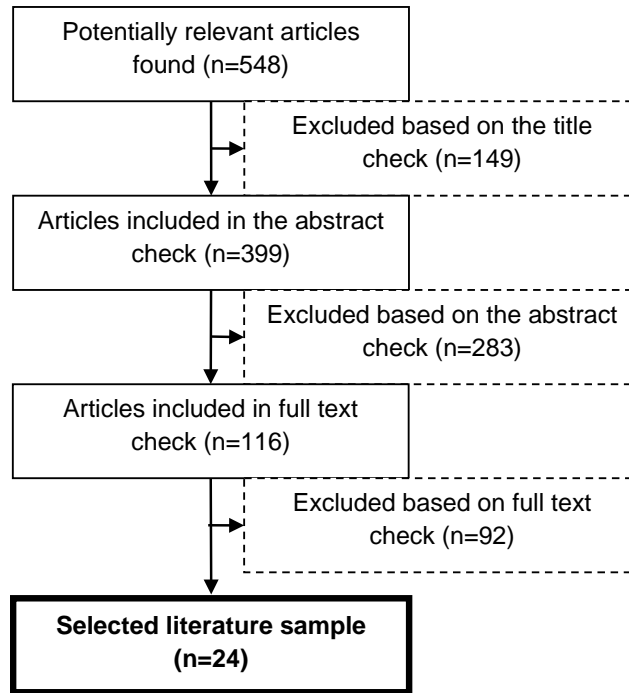 Potentially relevant articles
found (n=548)
Excluded based on the title
check (n=149)
Articles included in the abstract
check (n=399)
Excluded based on the abstract
check (n=283)
Articles included in full text
check (n=116)
Excluded based on full text
check (n=92)
Selected literature sample
(n=24)